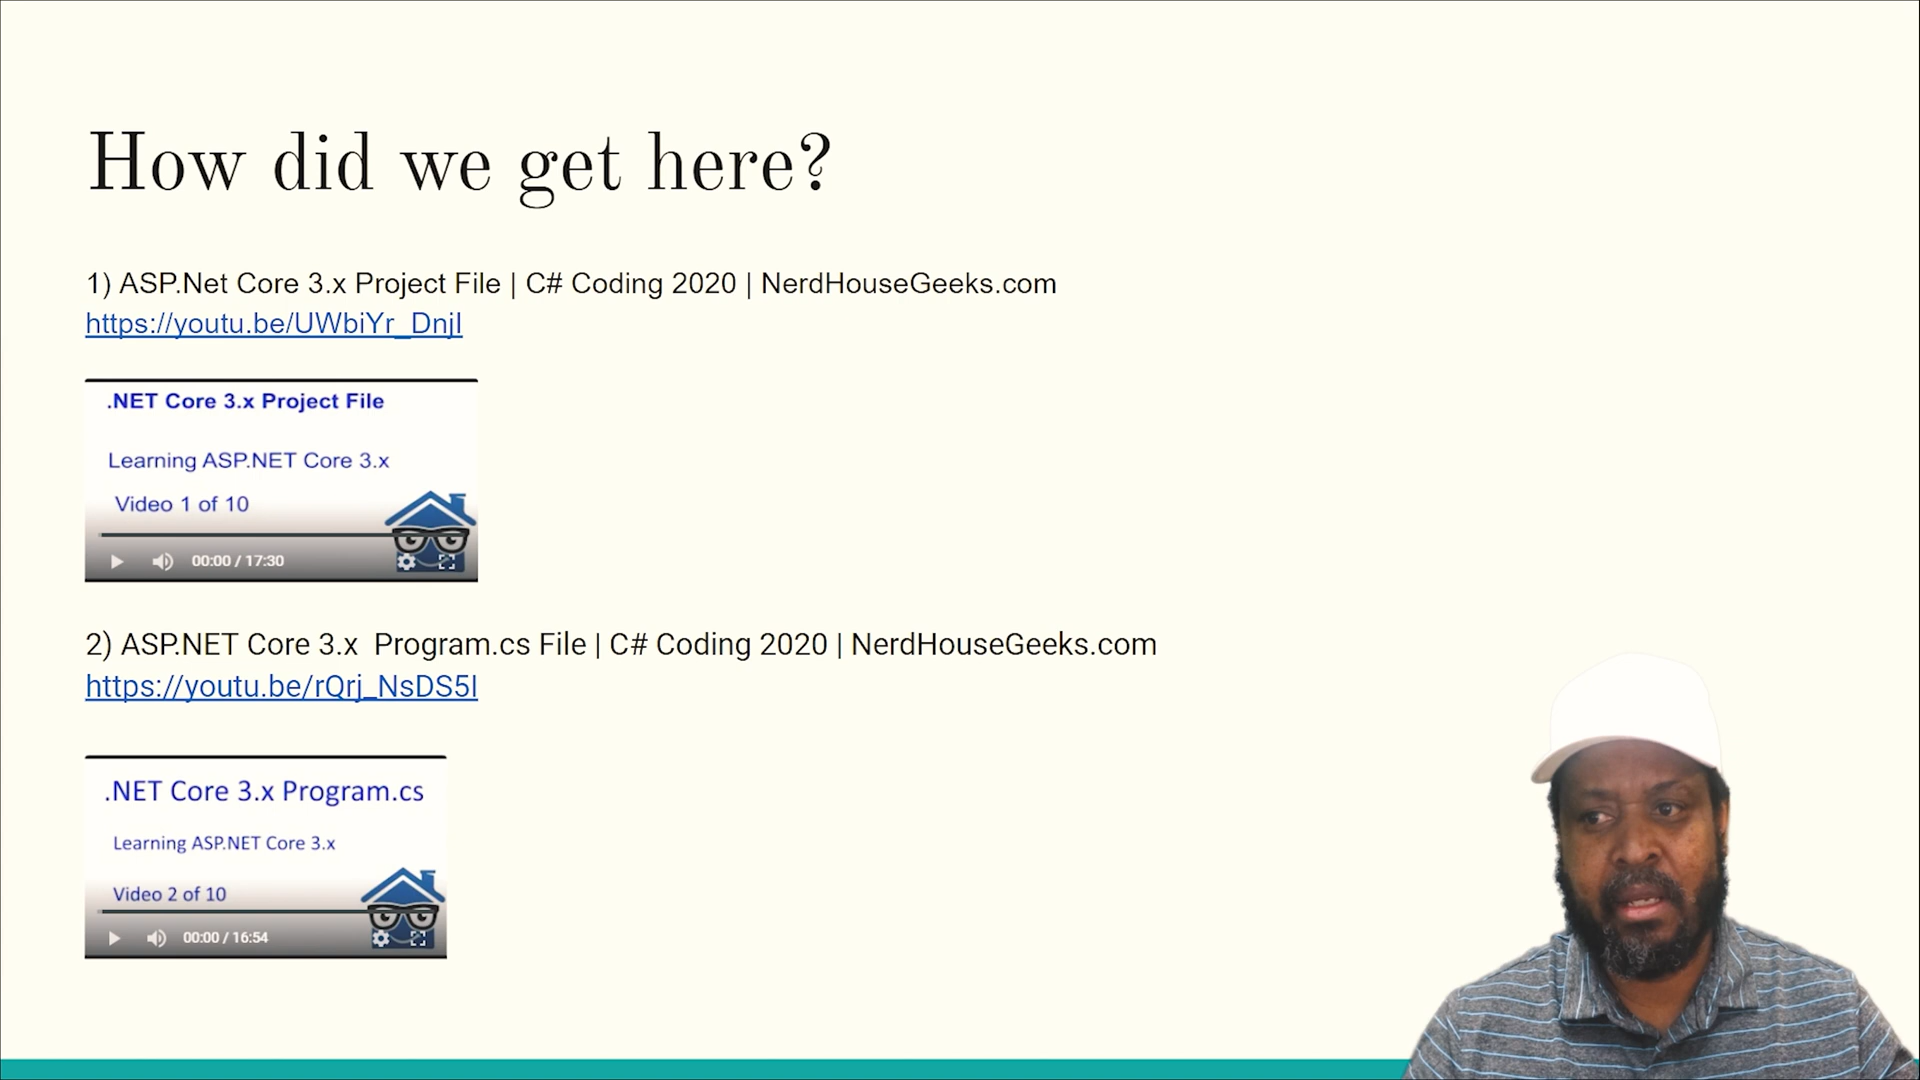 How did we get here?
1) ASP.Net Core 3.x Project File | C# Coding 2020 | NerdHouseGeeks.com
https://youtu.be/UWbiYr_DnjI
.NET Core 3.x Project File
Learning ASP.NET Core 3.x
Video 1 of 10
00:00 / 17:30
2) ASP.NET Core 3.x  Program.cs File | C# Coding 2020 | NerdHouseGeeks.com
https://youtu.be/rQrj_NsDS5I
.NET Core 3.x Program.cs
Learning ASP.NET Core 3.x
Video 2 of 10
00:00 / 16:54